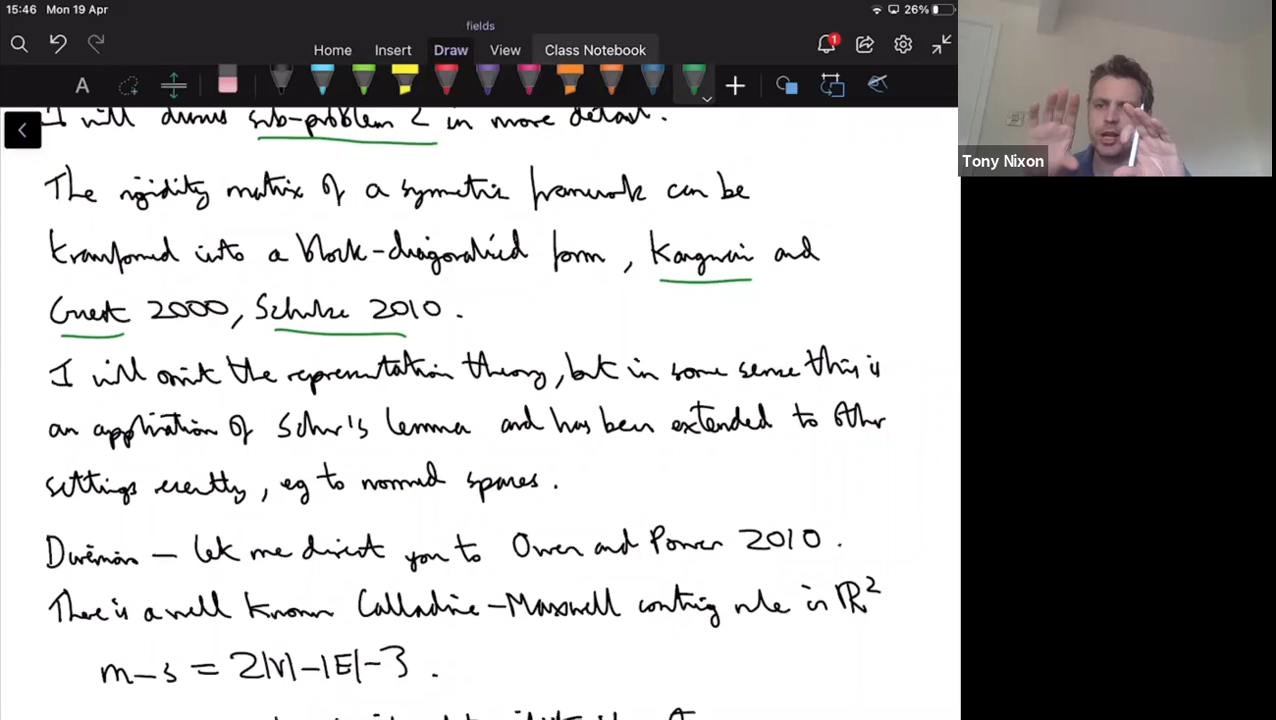 15:46 Mon 19 Apr
26%
fields
Home Insert Draw View Class Notebook
1
A
Tony Nixon
I will discuss sub-problem 2 in more detail.
The rigidity matrix of a symmetric framework can be
transformed into a block-diagonalised form, Kangwai and
Guest 2000, Schulze 2010.
I will omit the representation theory, but in some sense this is
an application of Schur's lemma and has been extended to other
settings recently, eg to normed spaces.
— let me direct you to Owen and Power 2010.
There is a well known Calladine-Maxwell counting rule in ℝ²
m-s = 2|V|-|E|-3.